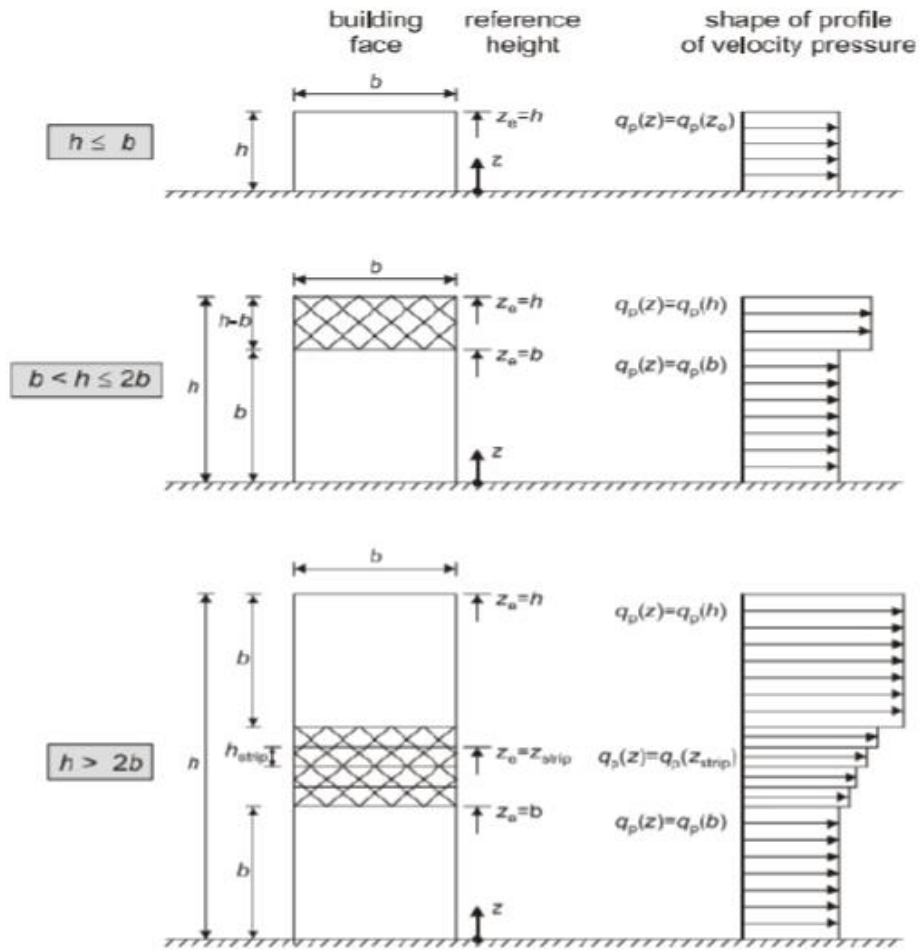 building face
reference height
shape of profile of velocity pressure
h ≤ b
b
h
z_e=h
z
q_p(z)=q_p(z_e)
b < h ≤ 2b
b
h
h-b
b
z_e=h
z_e=b
z
q_p(z)=q_p(h)
q_p(z)=q_p(b)
h > 2b
b
h
b
h_strip
b
z_e=h
z_e=z_strip
z_e=b
z
q_p(z)=q_p(h)
q_p(z)=q_p(z_strip)
q_p(z)=q_p(b)